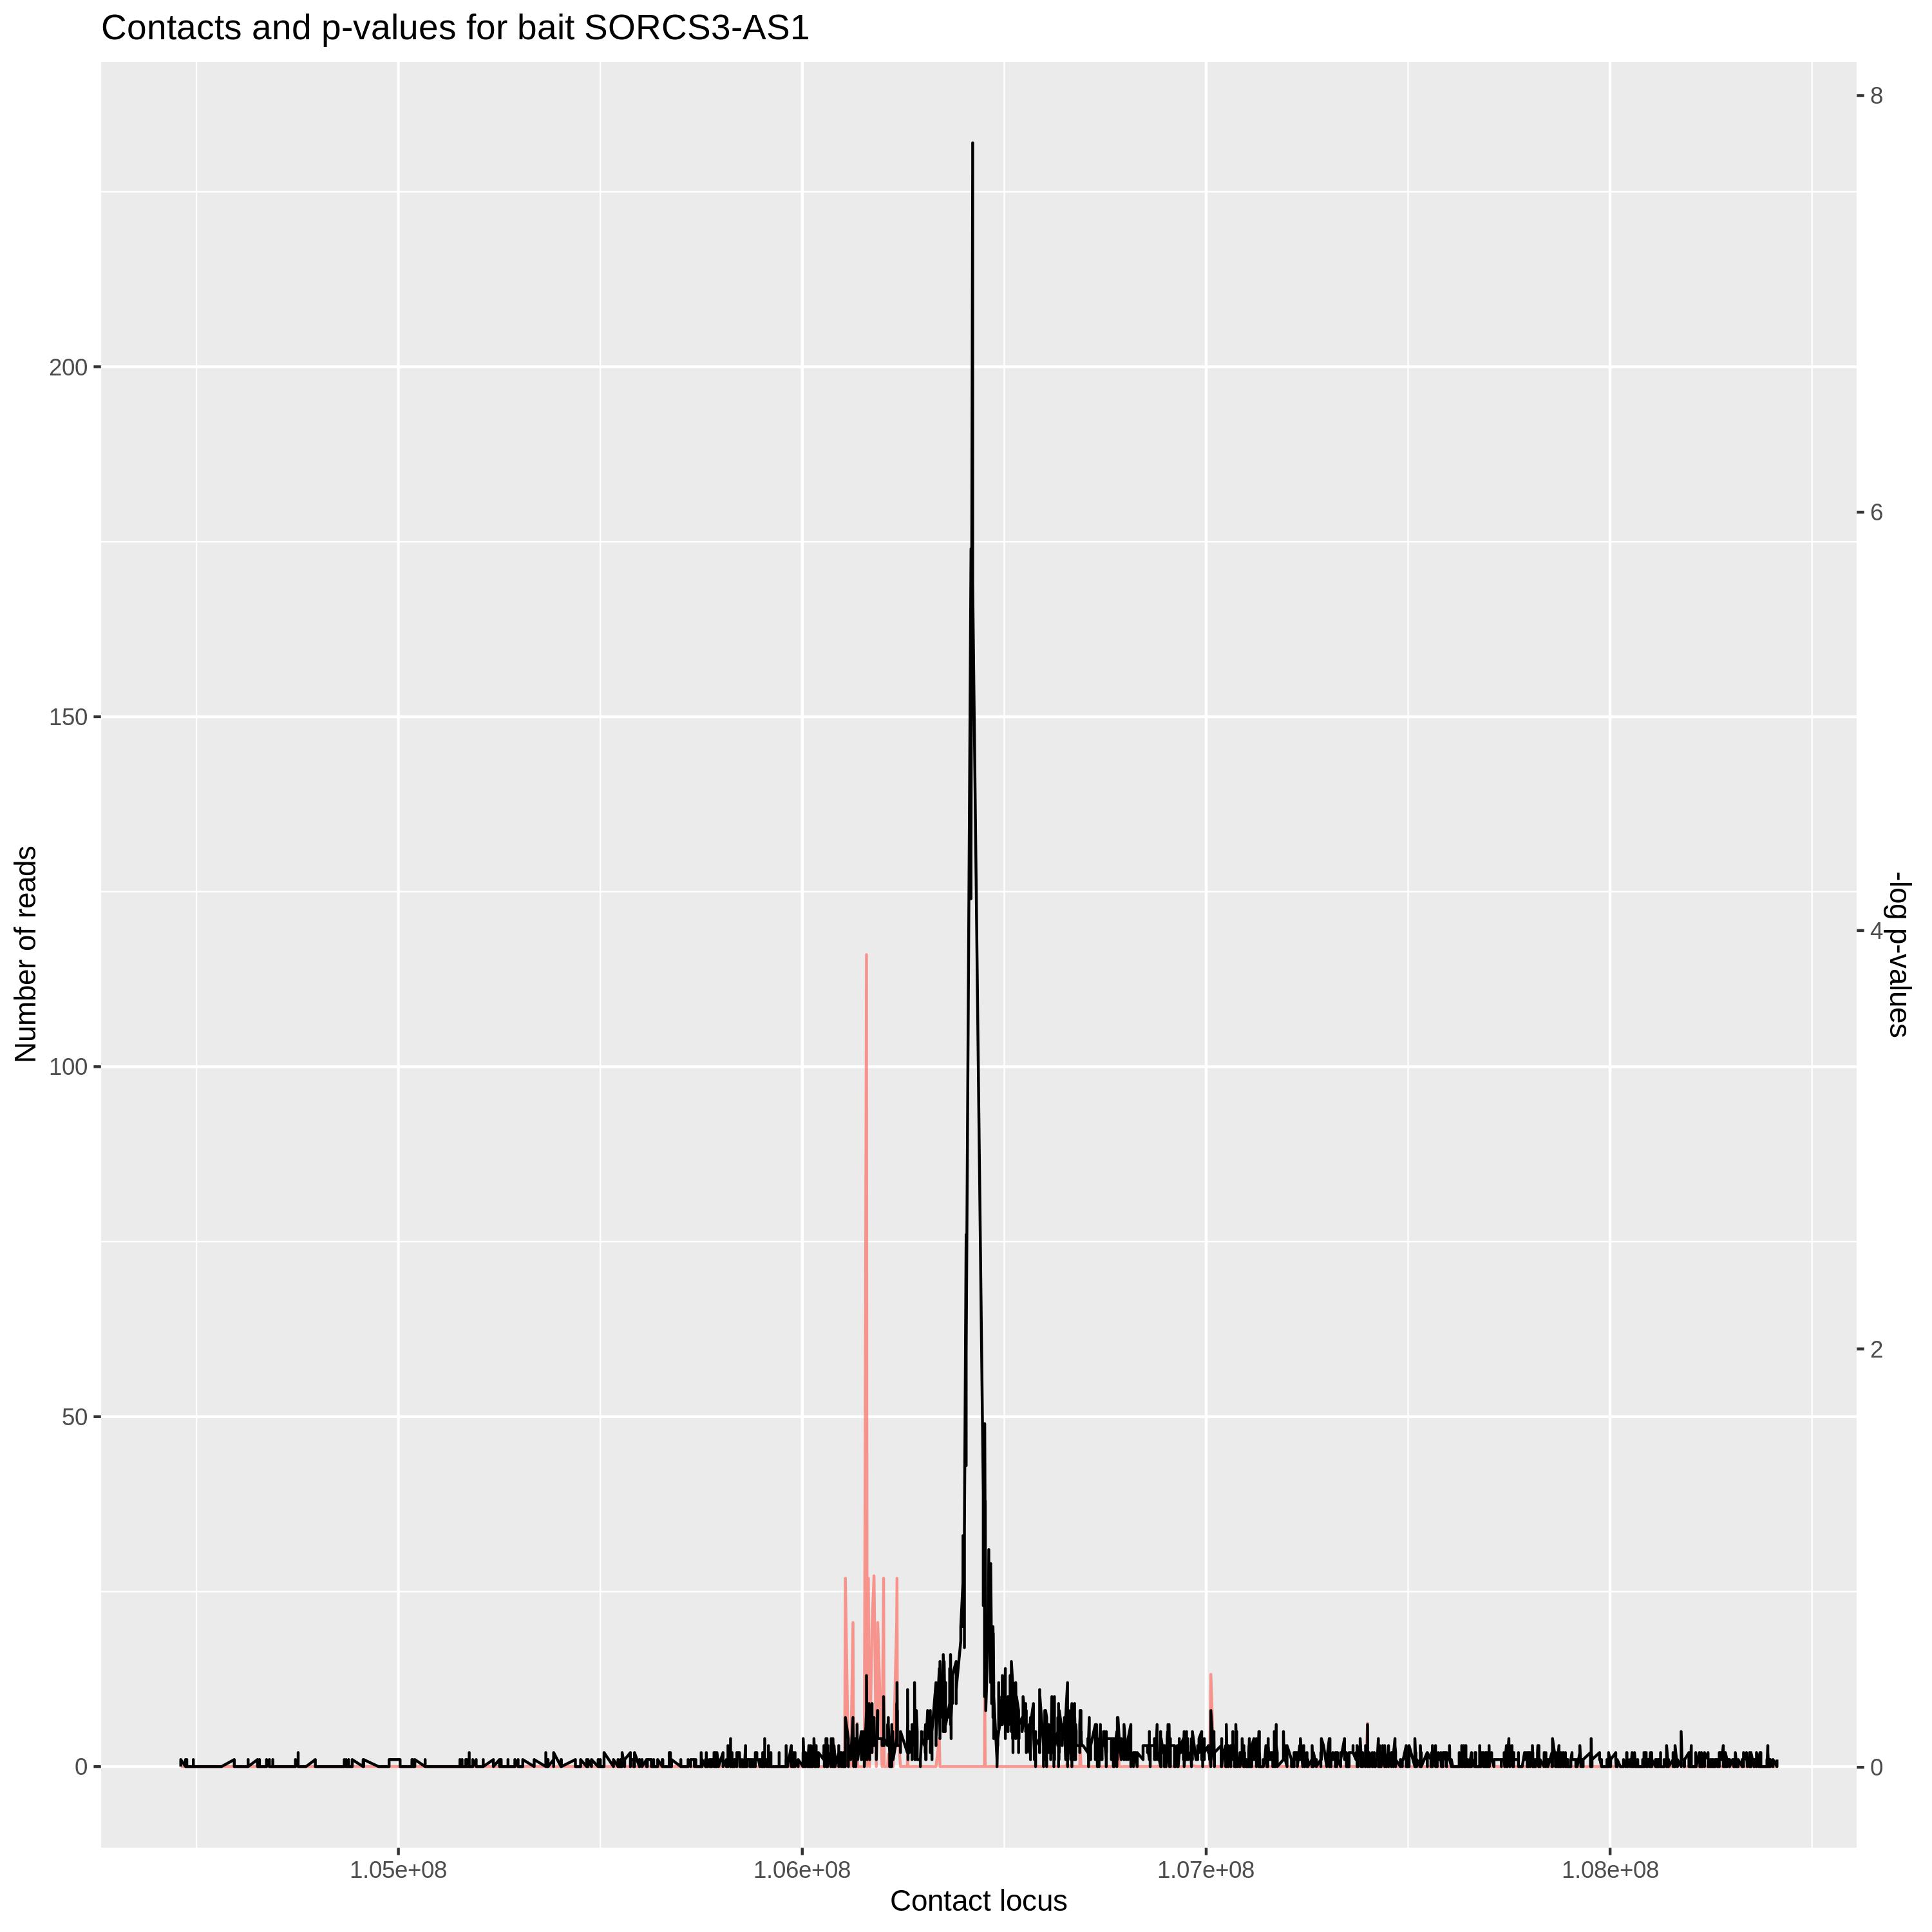 Contacts and p-values for bait SORCS3-AS1
8
6
4
2
0
-log p-values
200
150
100
50
0
Number of reads
1.05e+08
1.06e+08
1.07e+08
1.08e+08
Contact locus